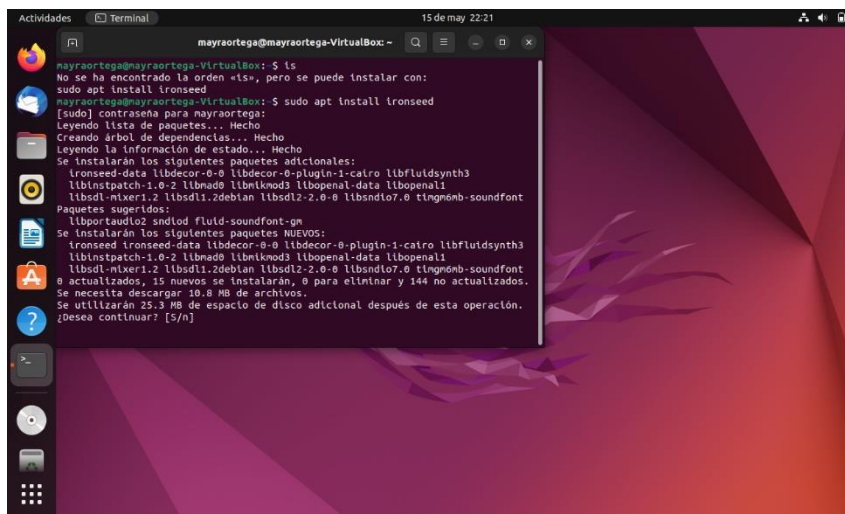 Actividades Terminal 15 de may 22:21
mayraortega@mayraortega-VirtualBox: ~
mayraortega@mayraortega-VirtualBox:~$ is
No se ha encontrado la orden «is», pero se puede instalar con:
sudo apt install ironseed
mayraortega@mayraortega-VirtualBox:~$ sudo apt install ironseed
[sudo] contraseña para mayraortega:
Leyendo lista de paquetes... Hecho
Creando árbol de dependencias... Hecho
Leyendo la información de estado... Hecho
Se instalarán los siguientes paquetes adicionales:
ironseed-data libdecor-0-0 libdecor-0-plugin-1-cairo libfluidsynth3
libinstpatch-1.0-2 libmad0 libmikmod3 libopenal-data libopenal1
libsdl-mixer1.2 libsdl1.2debian libsdl2-2.0-0 libsndio7.0 timgm6mb-soundfont
Paquetes sugeridos:
libportaudio2 sndiod fluid-soundfont-gm
Se instalarán los siguientes paquetes NUEVOS:
ironseed ironseed-data libdecor-0-0 libdecor-0-plugin-1-cairo libfluidsynth3
libinstpatch-1.0-2 libmad0 libmikmod3 libopenal-data libopenal1
libsdl-mixer1.2 libsdl1.2debian libsdl2-2.0-0 libsndio7.0 timgm6mb-soundfont
0 actualizados, 15 nuevos se instalarán, 0 para eliminar y 144 no actualizados.
Se necesita descargar 10.8 MB de archivos.
Se utilizarán 25.3 MB de espacio de disco adicional después de esta operación.
¿Desea continuar? [S/n]